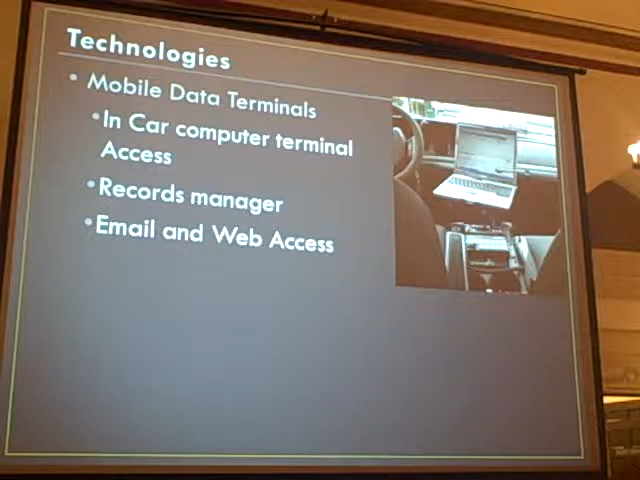 Technologies
• Mobile Data Terminals
• In Car computer terminal
Access
• Records manager
• Email and Web Access